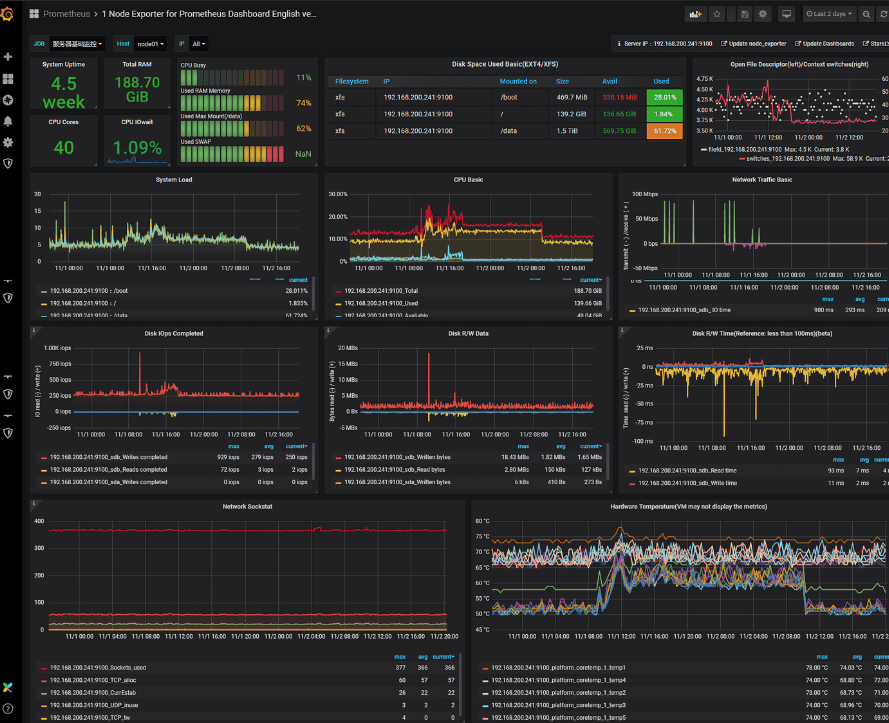 Prometheus > 1 Node Exporter for Prometheus Dashboard English ve...
Last 2 days
JOB 服务器基础监控 Host node01 IP All
Server IP : 192.168.200.241:9100 Update node_exporter Update Dashboards StarsL
System Uptime
4.5
week
Total RAM
188.70
GiB
CPU Cores
40
CPU IOwait
1.09%
CPU Busy
11%
Used RAM Memory
74%
Used Max Mount(/data)
62%
Used SWAP
NaN
Disk Space Used Basic(EXT4/XFS)
Filesystem IP Mounted on Size Avail Used
xfs 192.168.200.241:9100 /boot 469.7 MiB 338.15 MiB 28.01%
xfs 192.168.200.241:9100 / 139.2 GiB 136.65 GiB 1.84%
xfs 192.168.200.241:9100 /data 1.5 TiB 569.75 GiB 61.72%
Open File Descriptor(left)/Context switches(right)
4.75 K
4.50 K
4.25 K
4.00 K
3.75 K
3.50 K
11/1 00:00 11/1 12:00 11/2 00:00 11/2 12:00
filefd_192.168.200.241:9100 Max: 4.5 K Current: 3.8 K
switches_192.168.200.241:9100 Max: 58.9 K Current:
System Load
20
15
10
5
0
11/1 00:00 11/1 08:00 11/1 16:00 11/2 00:00 11/2 08:00 11/2 16:00
current
192.168.200.241:9100 : /boot 28.011%
192.168.200.241:9100 : / 1.835%
192.168.200.241:9100 : /data 61.724%
CPU Basic
30.00%
20.00%
10.00%
0%
11/1 00:00 11/1 08:00 11/1 16:00 11/2 00:00 11/2 08:00 11/2 16:00
current
192.168.200.241:9100_Total 188.70 GiB
192.168.200.241:9100_Used 139.66 GiB
192.168.200.241:9100_Available 49.04 GiB
Network Traffic Basic
transmit (-) / receive (+)
100 Mbps
50 Mbps
0 bps
-50 Mbps
11/1 00:00 11/1 08:00 11/1 16:00 11/2 00:00 11/2 08:00 11/2 16:00
11/1 00:00 11/1 08:00 11/1 16:00 11/2 00:00 11/2 08:00 11/2 16:00
max avg curr
192.168.200.241:9100_sdb_ IO time 980 ms 293 ms 209
Disk IOps Completed
IO read (-) / write (+)
1.00K iops
750 iops
500 iops
250 iops
0 iops
-250 iops
11/1 00:00 11/1 08:00 11/1 16:00 11/2 00:00 11/2 08:00 11/2 16:00
max avg current
192.168.200.241:9100_sdb_Writes completed 929 iops 279 iops 250 iops
192.168.200.241:9100_sdb_Reads completed 72 iops 3 iops 2 iops
192.168.200.241:9100_sda_Writes completed 0 iops 0 iops 0 iops
Disk R/W Data
Bytes read (-) / write (+)
20 MBs
15 MBs
10 MBs
5 MBs
0 Bs
-5 MBs
11/1 00:00 11/1 08:00 11/1 16:00 11/2 00:00 11/2 08:00 11/2 16:00
max avg current
192.168.200.241:9100_sdb_Written bytes 18.43 MBs 1.82 MBs 1.65 MBs
192.168.200.241:9100_sdb_Read bytes 2.80 MBs 150 kBs 127 kBs
192.168.200.241:9100_sda_Written bytes 6 kBs 410 Bs 273 Bs
Disk R/W Time(Reference: less than 100ms)(beta)
Time read (-) / write (+)
25 ms
0 ms
-25 ms
-50 ms
-75 ms
-100 ms
11/1 00:00 11/1 08:00 11/1 16:00 11/2 00:00 11/2 08:00 11/2 16:00
max avg curr
192.168.200.241:9100_sdb_Read time 93 ms 7 ms 4
192.168.200.241:9100_sdb_Write time 11 ms 2 ms 2
Network Sockstat
400
300
200
100
0
11/1 00:00 11/1 04:00 11/1 08:00 11/1 12:00 11/1 16:00 11/1 20:00 11/2 00:00 11/2 04:00 11/2 08:00 11/2 12:00 11/2 16:00 11/2 20:00
max avg current
192.168.200.241:9100_Sockets_used 377 366 366
192.168.200.241:9100_TCP_alloc 60 57 57
192.168.200.241:9100_CurrEstab 26 22 22
192.168.200.241:9100_UDP_inuse 3 2 2
192.168.200.241:9100_TCP_tw 4 0 0
Hardware Temperature(VM may not display the metrics)
80 °C
75 °C
70 °C
65 °C
60 °C
55 °C
50 °C
45 °C
11/1 00:00 11/1 04:00 11/1 08:00 11/1 12:00 11/1 16:00 11/1 20:00 11/2 00:00 11/2 04:00 11/2 08:00 11/2 12:00 11/2 16:00 11/2 2
max avg curre
192.168.200.241:9100_platform_coretemp_1_temp1 78.00 °C 74.03 °C 74.00
192.168.200.241:9100_platform_coretemp_1_temp4 74.00 °C 68.80 °C 72.00
192.168.200.241:9100_platform_coretemp_1_temp2 73.00 °C 68.73 °C 71.00
192.168.200.241:9100_platform_coretemp_1_temp3 74.00 °C 68.96 °C 70.00
192.168.200.241:9100_platform_coretemp_1_temp5 74.00 °C 68.13 °C 69.00